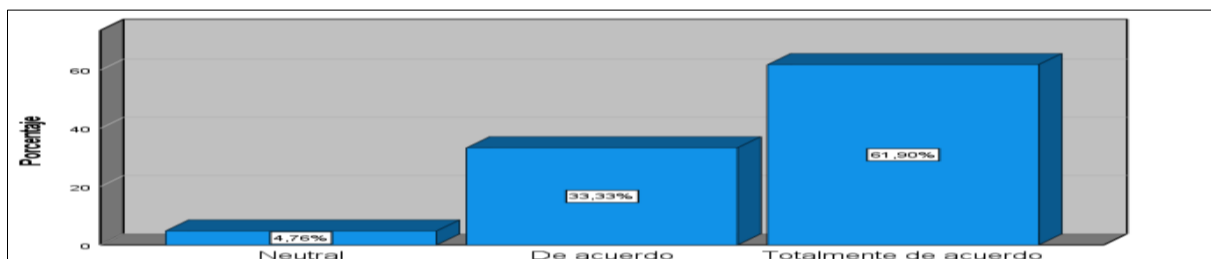 Porcentaje
60
40
20
0
4,76%
33,33%
61,90%
Neutral
De acuerdo
Totalmente de acuerdo